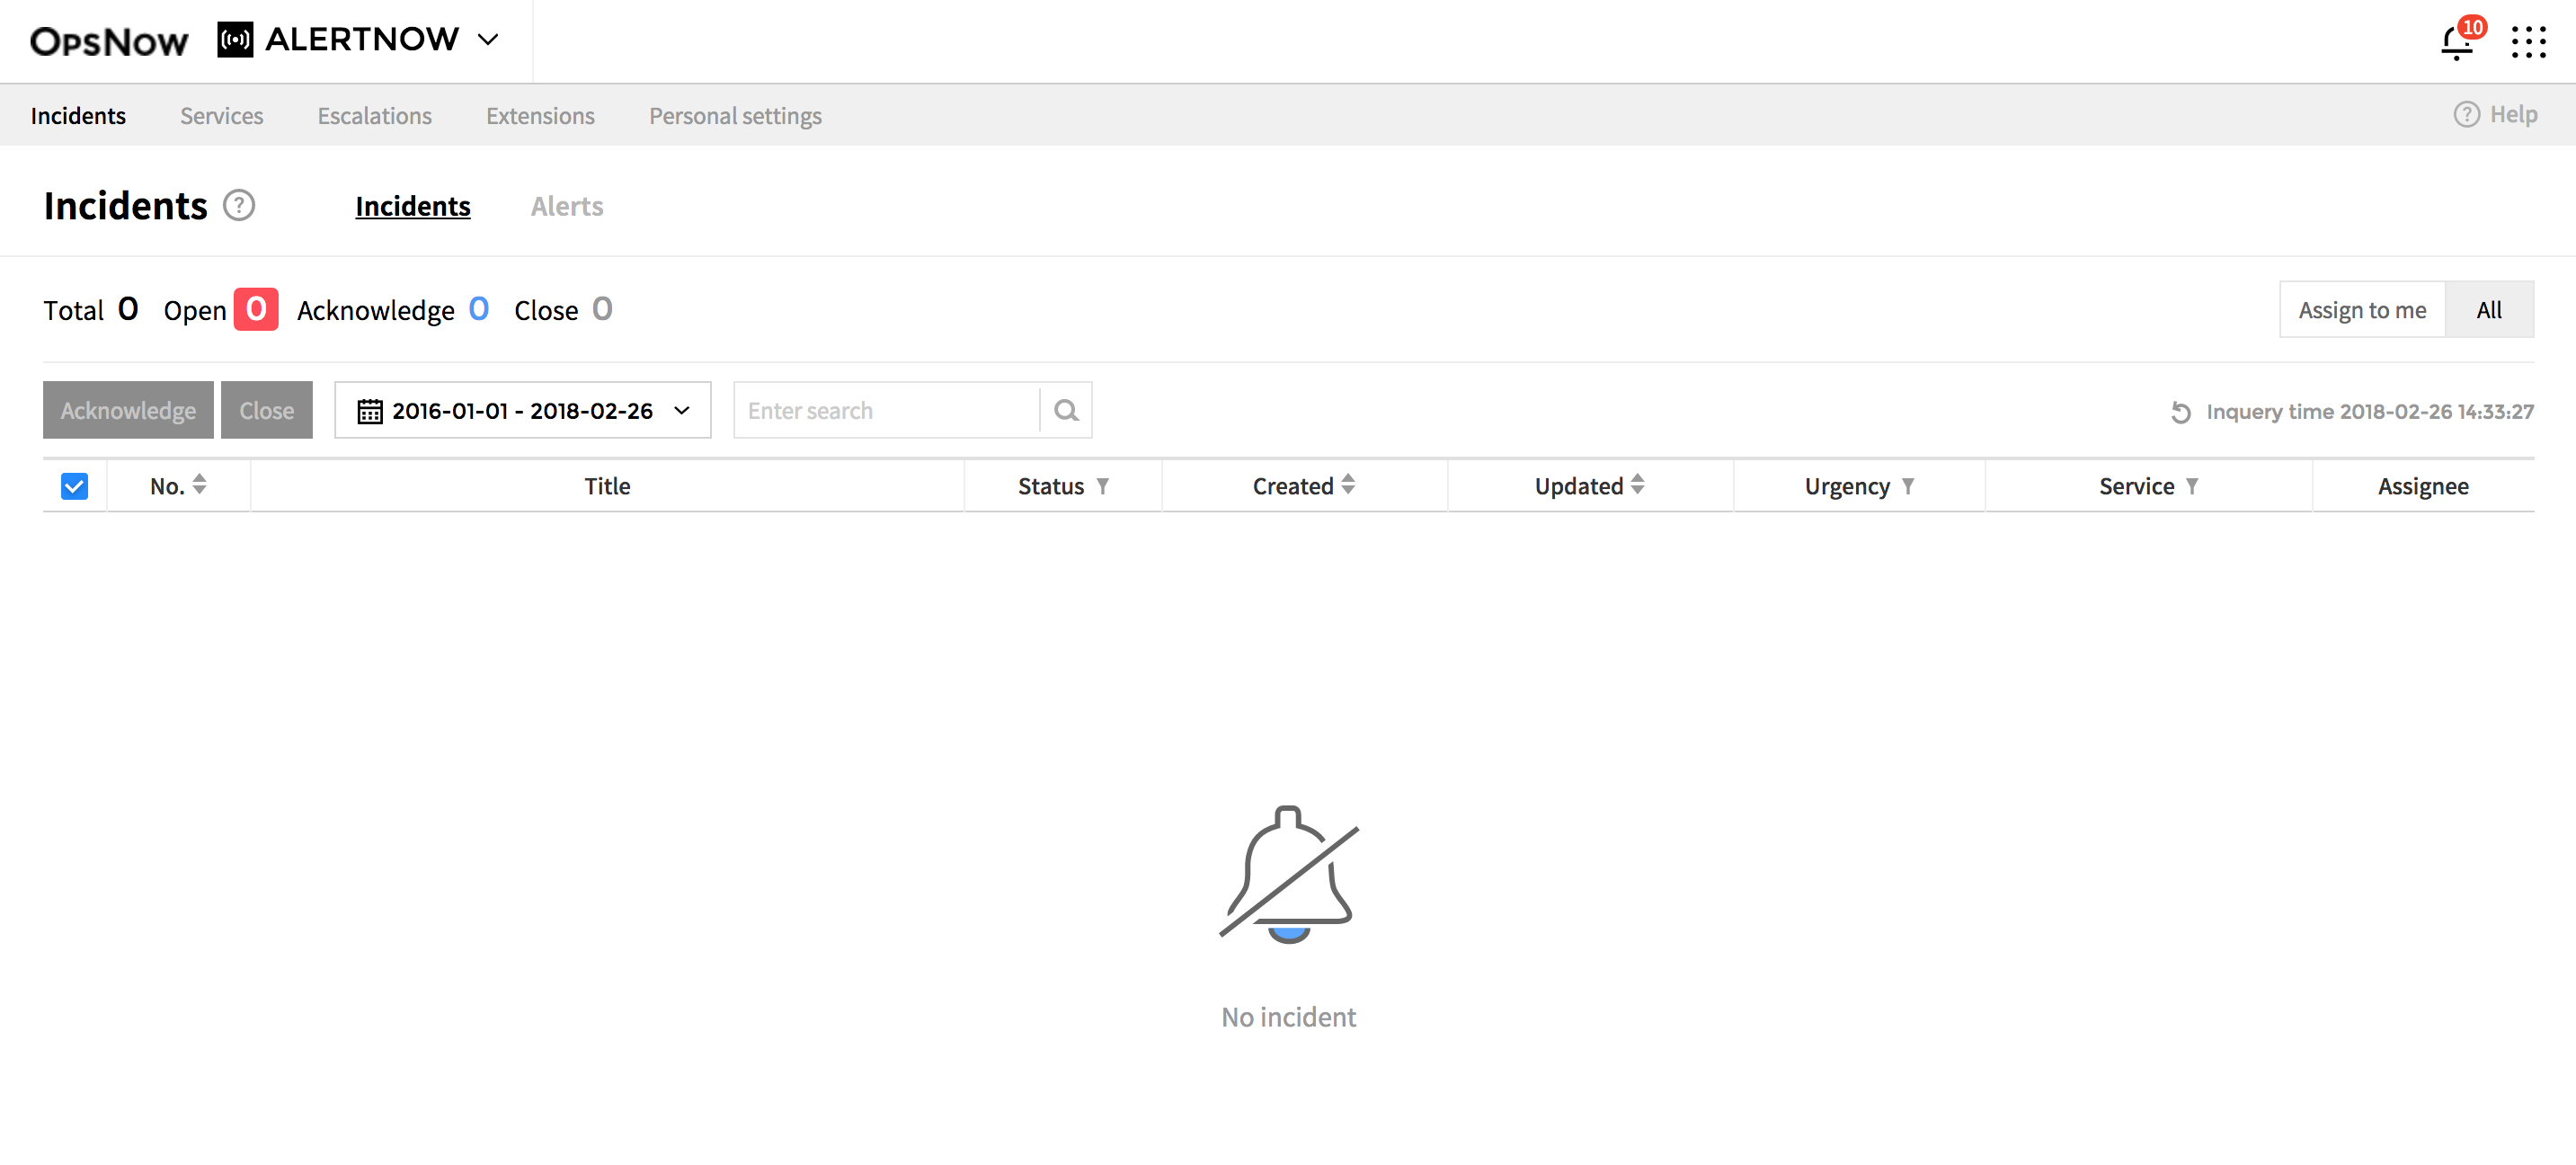 OpsNow ALERTNOW 10
Incidents Services Escalations Extensions Personal settings ? Help
Incidents ? Incidents Alerts
Total 0 Open 0 Acknowledge 0 Close 0 Assign to me All
Acknowledge Close 2016-01-01 - 2018-02-26 Enter search Inquery time 2018-02-26 14:33:27
No. Title Status Created Updated Urgency Service Assignee
No incident